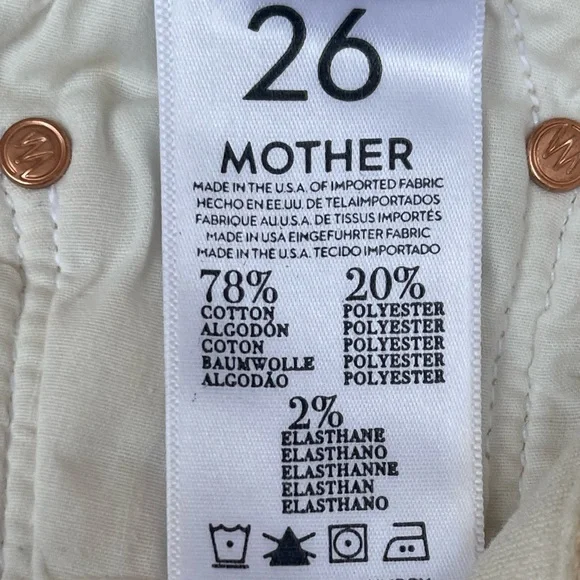 26
MOTHER
MADE IN THE U.S.A. OF IMPORTED FABRIC
HECHO EN EE.UU. DE TELAIMPORTADOS
FABRIQUE AU U.S.A. DE TISSUS IMPORTÉS
MADE IN USA EINGEFUHRTER FABRIC
MADE IN THE U.S.A. TECIDO IMPORTADO
78% 20%
COTTON POLYESTER
ALGODÓN POLYESTER
COTON POLYESTER
BAUMWOLLE POLYESTER
ALGODÃO POLYESTER
2%
ELASTHANE
ELASTHANO
ELASTHANNE
ELASTHAN
ELASTHANO